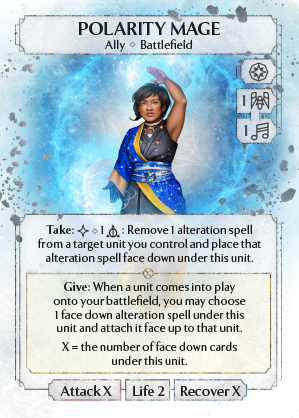 POLARITY MAGE
Ally ◇ Battlefield
1
1
Take: ✧ ◇ 1 : Remove 1 alteration spell
from a target unit you control and place that
alteration spell face down under this unit.
Give: When a unit comes into play
onto your battlefield, you may choose
1 face down alteration spell under this
unit and attach it face up to that unit.
X = the number of face down cards
under this unit.
Attack X Life 2 Recover X